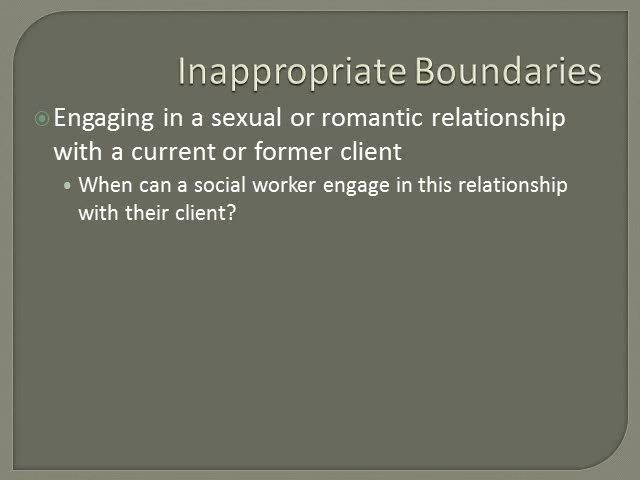 Inappropriate Boundaries
Engaging in a sexual or romantic relationship
with a current or former client
When can a social worker engage in this relationship
with their client?